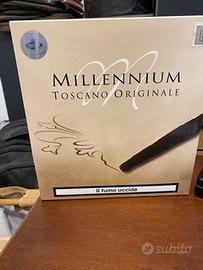 MILLENNIUM
TOSCANO ORIGINALE
Il fumo uccide
subito